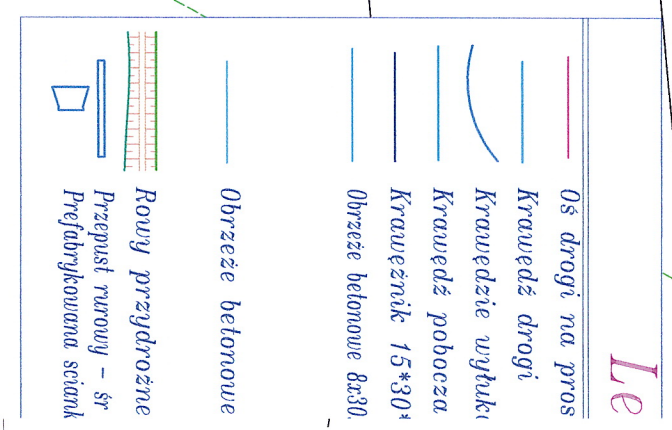 Le
Oś drogi na pros
Krawędź drogi
Krawędzie wyłuk
Krawędź pobocza
Krawężnik 15*30*
Obrzeże betonowe 8x30
Obrzeże betonowe
Rowy przydrożne
Przepust rurowy - śr
Prefabrykowana sciank